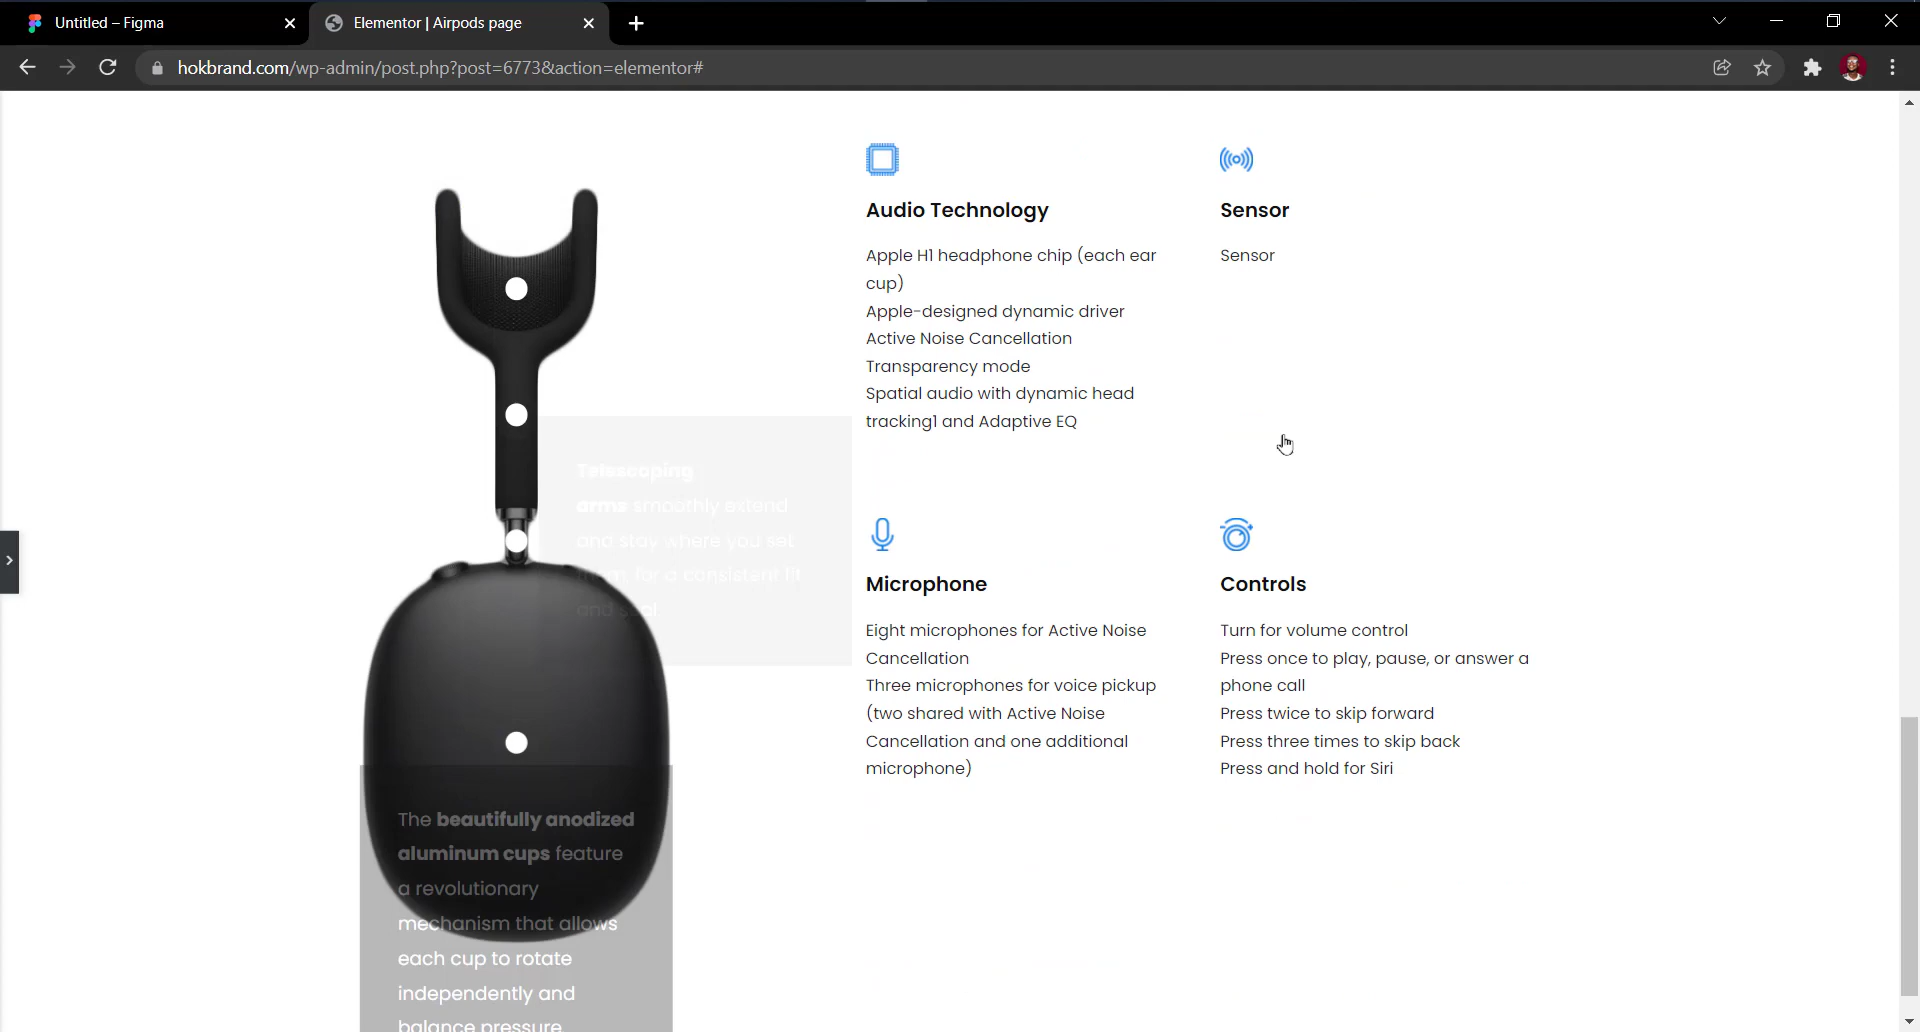 Untitled – Figma
Elementor | Airpods page
hokbrand.com/wp-admin/post.php?post=6773&action=elementor#
Audio Technology
Apple H1 headphone chip (each ear
cup)
Apple-designed dynamic driver
Active Noise Cancellation
Transparency mode
Spatial audio with dynamic head
tracking1 and Adaptive EQ
Sensor
Sensor
Telescoping
arms smoothly extend
and stay where you set
them for a consistent fit
and seal
Microphone
Eight microphones for Active Noise
Cancellation
Three microphones for voice pickup
(two shared with Active Noise
Cancellation and one additional
microphone)
Controls
Turn for volume control
Press once to play, pause, or answer a
phone call
Press twice to skip forward
Press three times to skip back
Press and hold for Siri
The beautifully anodized
aluminum cups feature
a revolutionary
mechanism that allows
each cup to rotate
independently and
balance pressure